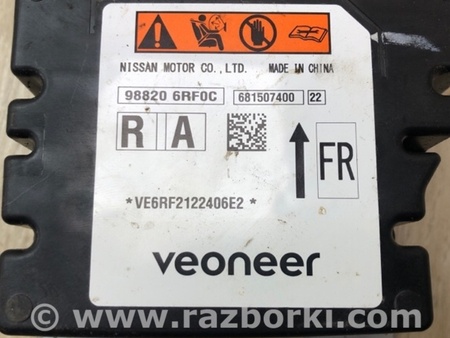 NISSAN MOTOR CO., LTD. MADE IN CHINA
98820 6RF0C 681507400 22
R A FR
*VE6RF2122406E2*
veoneer
www.razborki.com